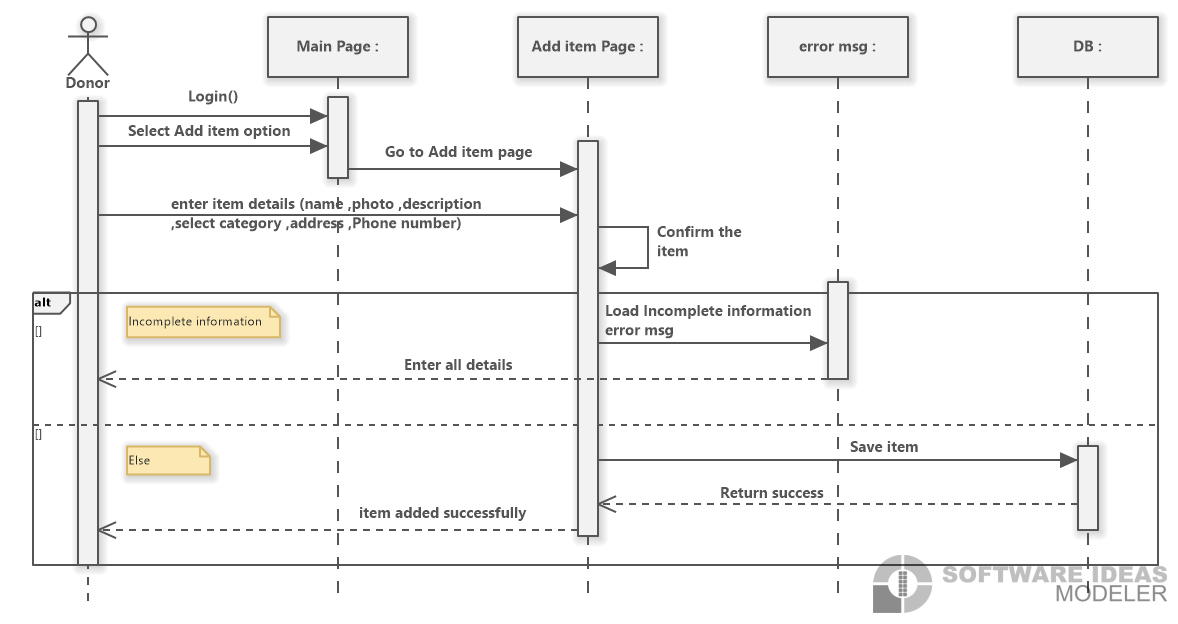 Donor
Main Page :
Add item Page :
error msg :
DB :
Login()
Select Add item option
Go to Add item page
enter item details (name ,photo ,description
,select category ,address ,Phone number)
Confirm the
item
alt
[]
Incomplete information
Load Incomplete information
error msg
Enter all details
[]
Else
Save item
Return success
item added successfully
SOFTWARE IDEAS
MODELER